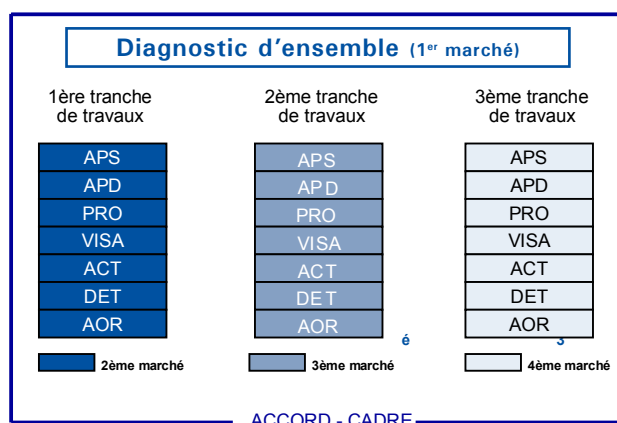 Diagnostic d'ensemble (1er marché)
1ère tranche
de travaux
APS
APD
PRO
VISA
ACT
DET
AOR
2ème marché
2ème tranche
de travaux
APS
APD
PRO
VISA
ACT
DET
AOR
é
3ème marché
3ème tranche
de travaux
APS
APD
PRO
VISA
ACT
DET
AOR
3
4ème marché
ACCORD - CADRE